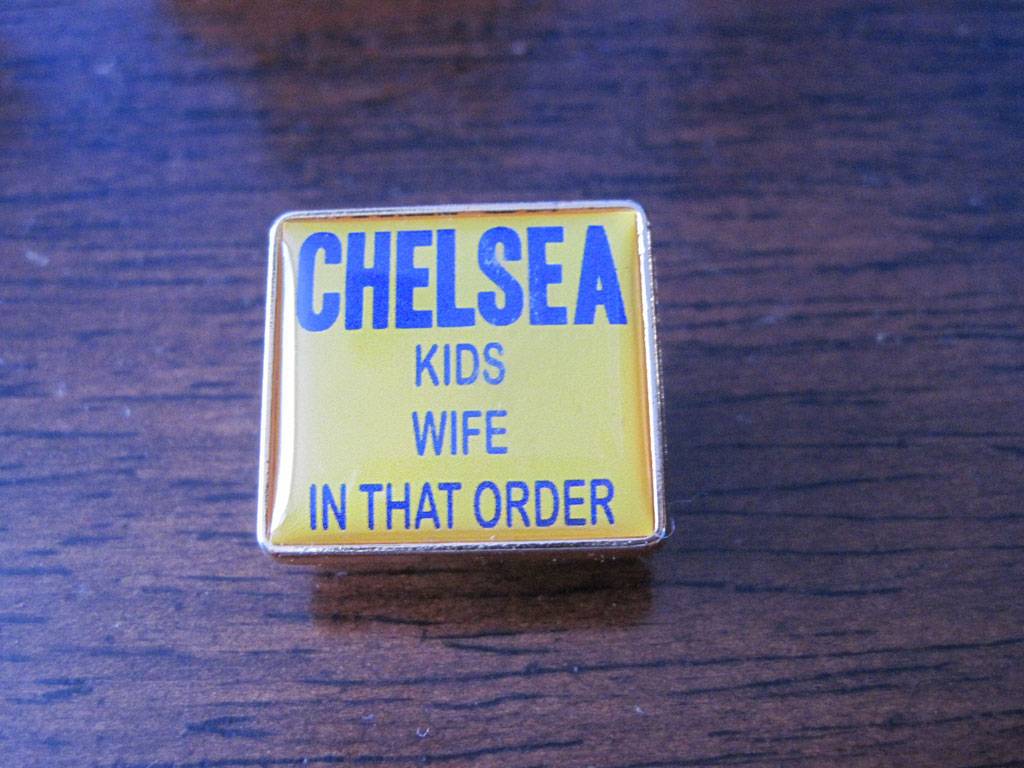 CHELSEA
KIDS
WIFE
IN THAT ORDER